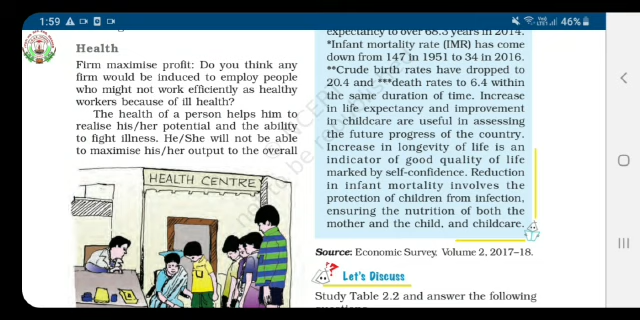 1:59
46%
Health
Firm maximise profit: Do you think any
firm would be induced to employ people
who might not work efficiently as healthy
workers because of ill health?
The health of a person helps him to
realise his/her potential and the ability
to fight illness. He/She will not be able
to maximise his/her output to the overall
HEALTH CENTRE
expectancy to over 68.3 years in 2014.
*Infant mortality rate (IMR) has come
down from 147 in 1951 to 34 in 2016.
**Crude birth rates have dropped to
20.4 and ***death rates to 6.4 within
the same duration of time. Increase
in life expectancy and improvement
in childcare are useful in assessing
the future progress of the country.
Increase in longevity of life is an
indicator of good quality of life
marked by self-confidence. Reduction
in infant mortality involves the
protection of children from infection,
ensuring the nutrition of both the
mother and the child, and childcare.
Source: Economic Survey, Volume 2, 2017–18.
Let's Discuss
Study Table 2.2 and answer the following